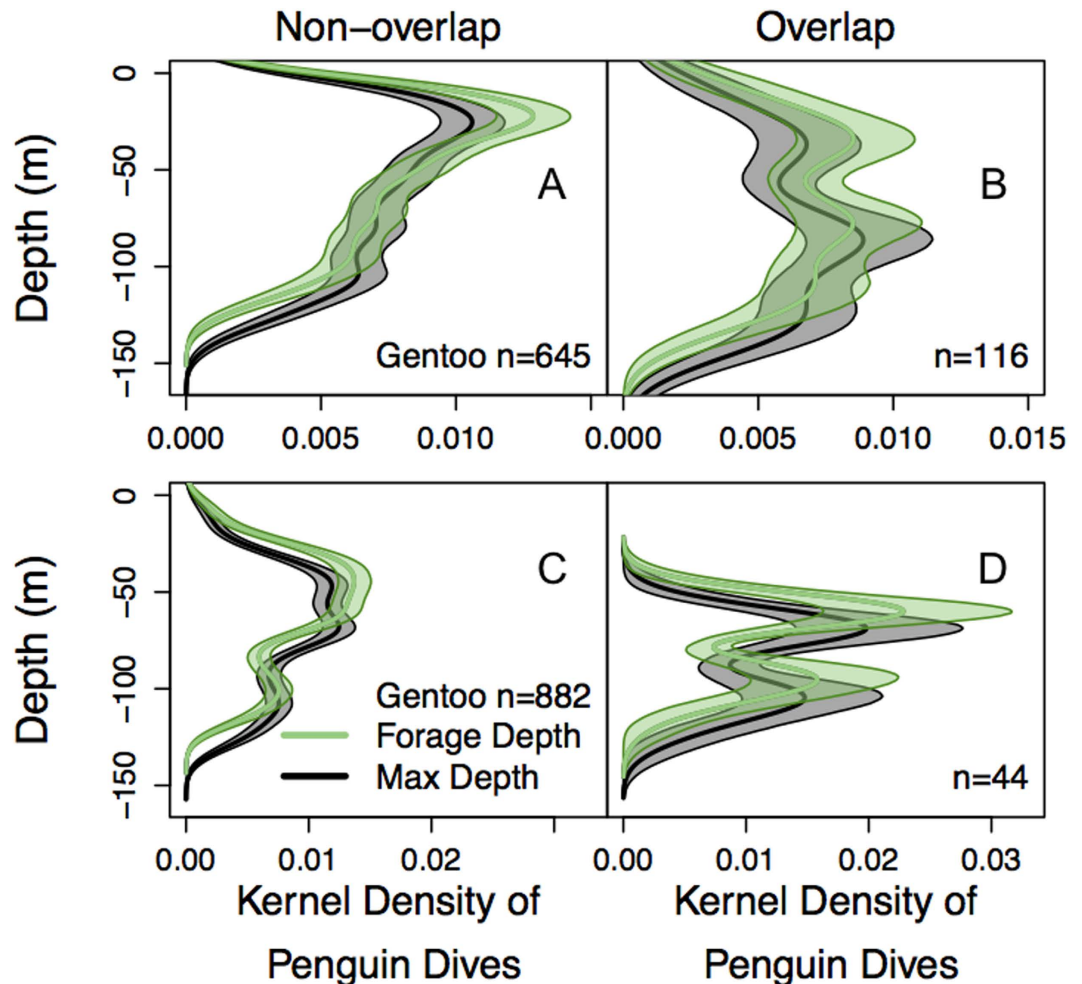 Non−overlap
Overlap
Depth (m)
0
−50
−100
−150
A
Gentoo n=645
B
n=116
0.000
0.005
0.010
0.000
0.005
0.010
0.015
Depth (m)
0
−50
−100
−150
C
Gentoo n=882
Forage Depth
Max Depth
D
n=44
0.00
0.01
0.02
0.00
0.01
0.02
0.03
Kernel Density of
Penguin Dives
Kernel Density of
Penguin Dives